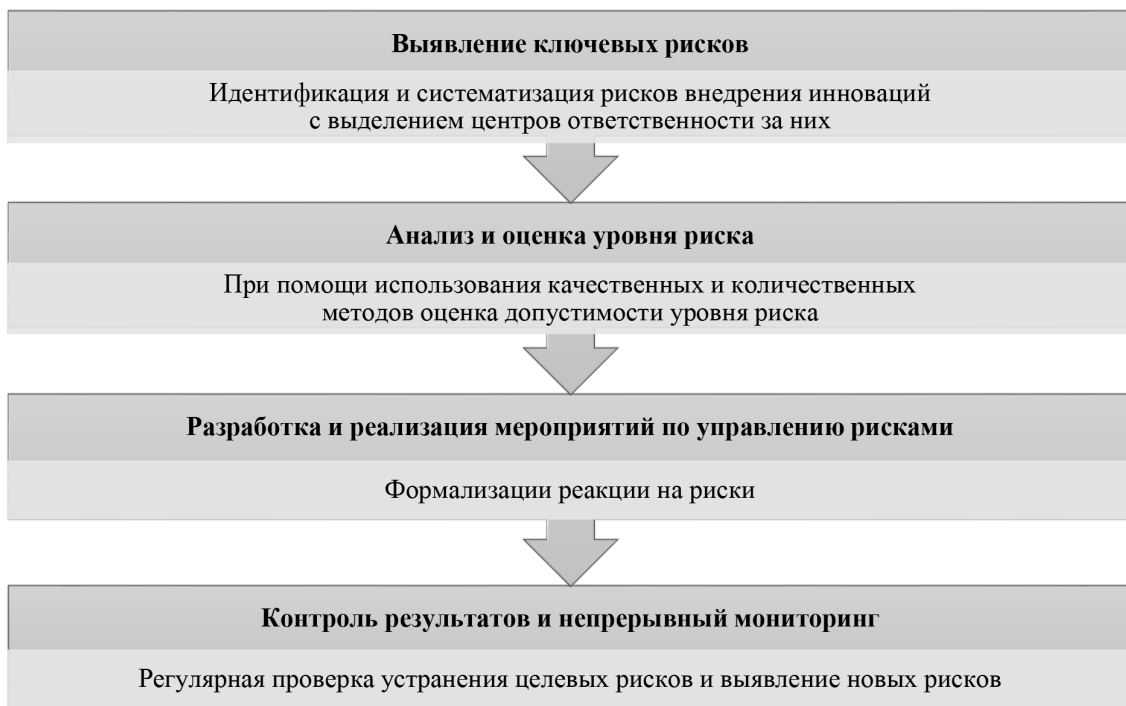 Выявление ключевых рисков
Идентификация и систематизация рисков внедрения инноваций
с выделением центров ответственности за них
Анализ и оценка уровня риска
При помощи использования качественных и количественных
методов оценка допустимости уровня риска
Разработка и реализация мероприятий по управлению рисками
Формализации реакции на риски
Контроль результатов и непрерывный мониторинг
Регулярная проверка устранения целевых рисков и выявление новых рисков